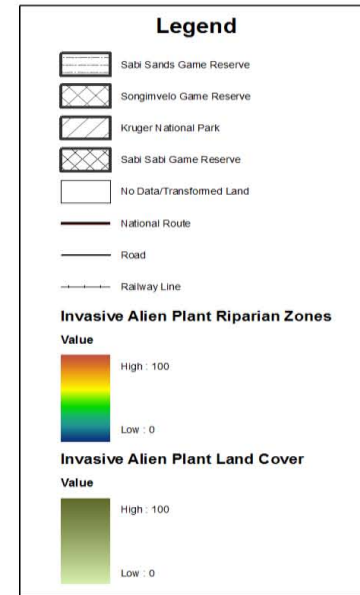 Legend
Sabi Sands Game Reserve
Songimvelo Game Reserve
Kruger National Park
Sabi Sabi Game Reserve
No Data/Transformed Land
National Route
Road
Railway Line
Invasive Alien Plant Riparian Zones
Value
High : 100
Low : 0
Invasive Alien Plant Land Cover
Value
High : 100
Low : 0